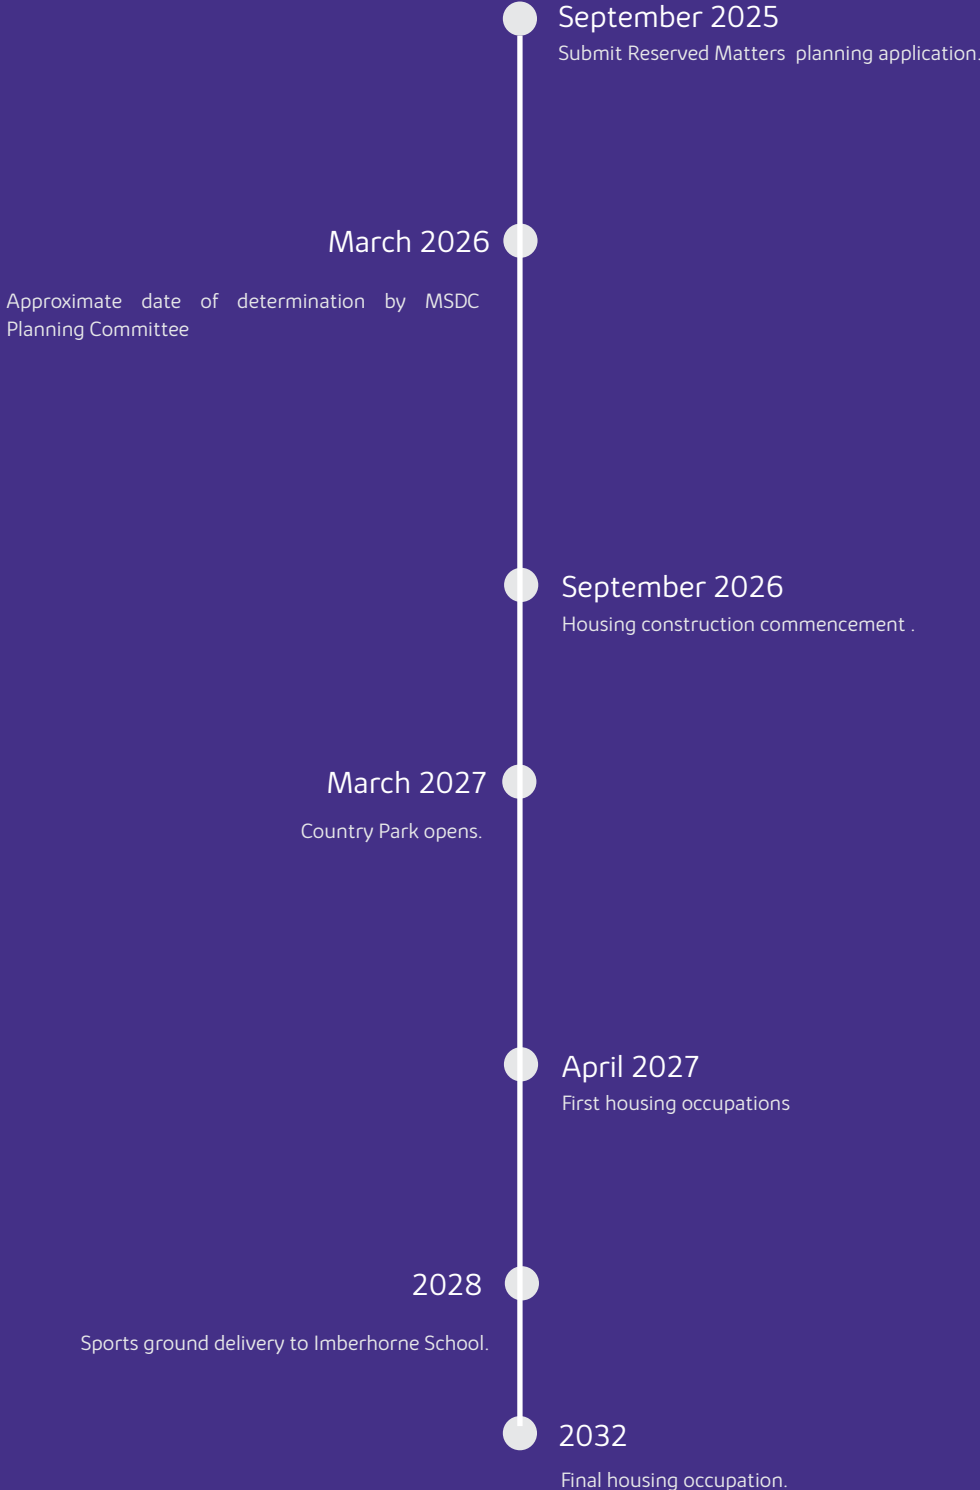 September 2025
Submit Reserved Matters planning application.
March 2026
Approximate date of determination by MSDC
Planning Committee
September 2026
Housing construction commencement .
March 2027
Country Park opens.
April 2027
First housing occupations
2028
Sports ground delivery to Imberhorne School.
2032
Final housing occupation.